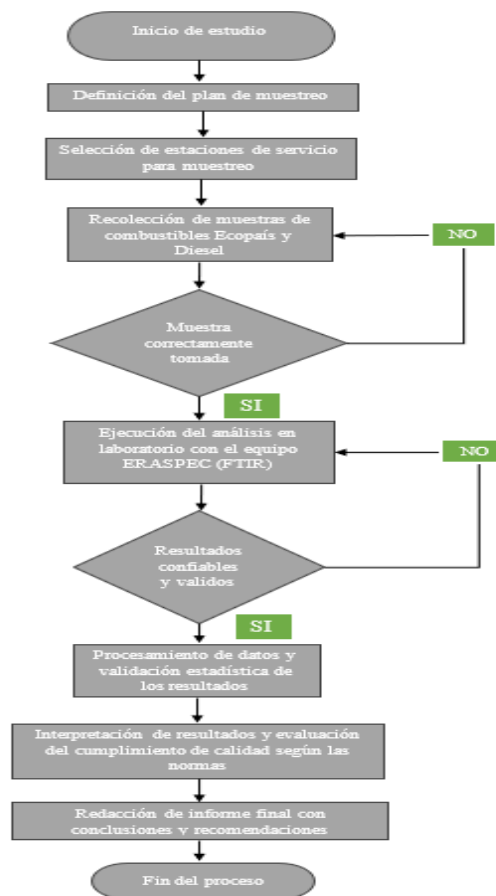 Inicio de estudio
Definición del plan de muestreo
Selección de estaciones de servicio
para muestreo
Recolección de muestras de
combustibles Ecopaís y
Diesel
NO
Muestra
correctamente
tomada
SI
Ejecución del análisis en
laboratorio con el equipo
ERASPEC (FTIR)
NO
Resultados
confiables
y validos
SI
Procesamiento de datos y
validación estadística de
los resultados
Interpretación de resultados y evaluación
del cumplimiento de calidad según las
normas
Redacción de informe final con
conclusiones y recomendaciones
Fin del proceso